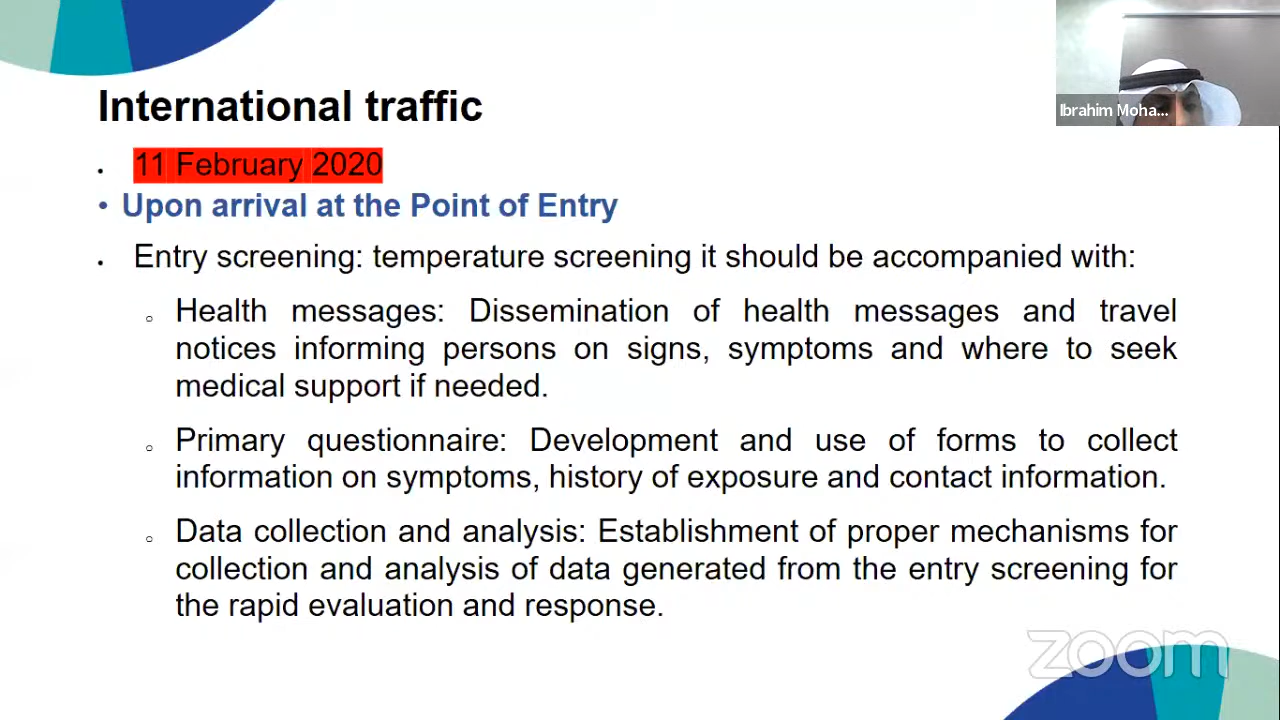 International traffic
Ibrahim Moha...
• 11 February 2020
• Upon arrival at the Point of Entry
• Entry screening: temperature screening it should be accompanied with:
○ Health messages: Dissemination of health messages and travel
notices informing persons on signs, symptoms and where to seek
medical support if needed.
○ Primary questionnaire: Development and use of forms to collect
information on symptoms, history of exposure and contact information.
○ Data collection and analysis: Establishment of proper mechanisms for
collection and analysis of data generated from the entry screening for
the rapid evaluation and response.
zoom